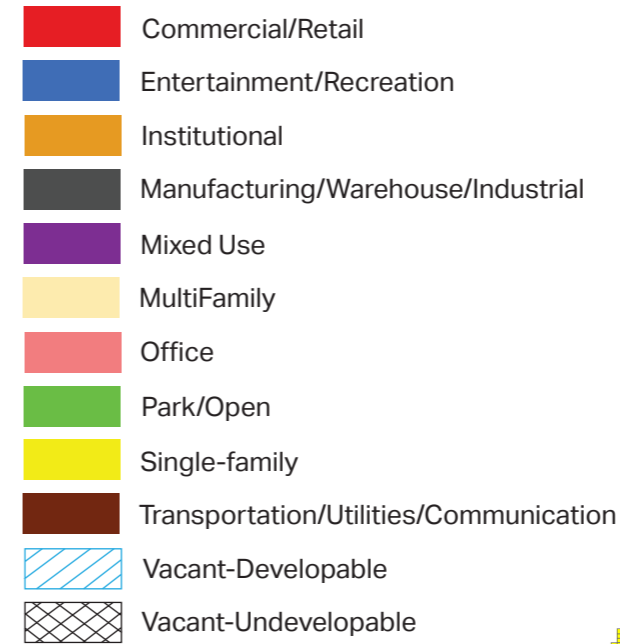 Commercial/Retail
Entertainment/Recreation
Institutional
Manufacturing/Warehouse/Industrial
Mixed Use
MultiFamily
Office
Park/Open
Single-family
Transportation/Utilities/Communication
Vacant-Developable
Vacant-Undevelopable